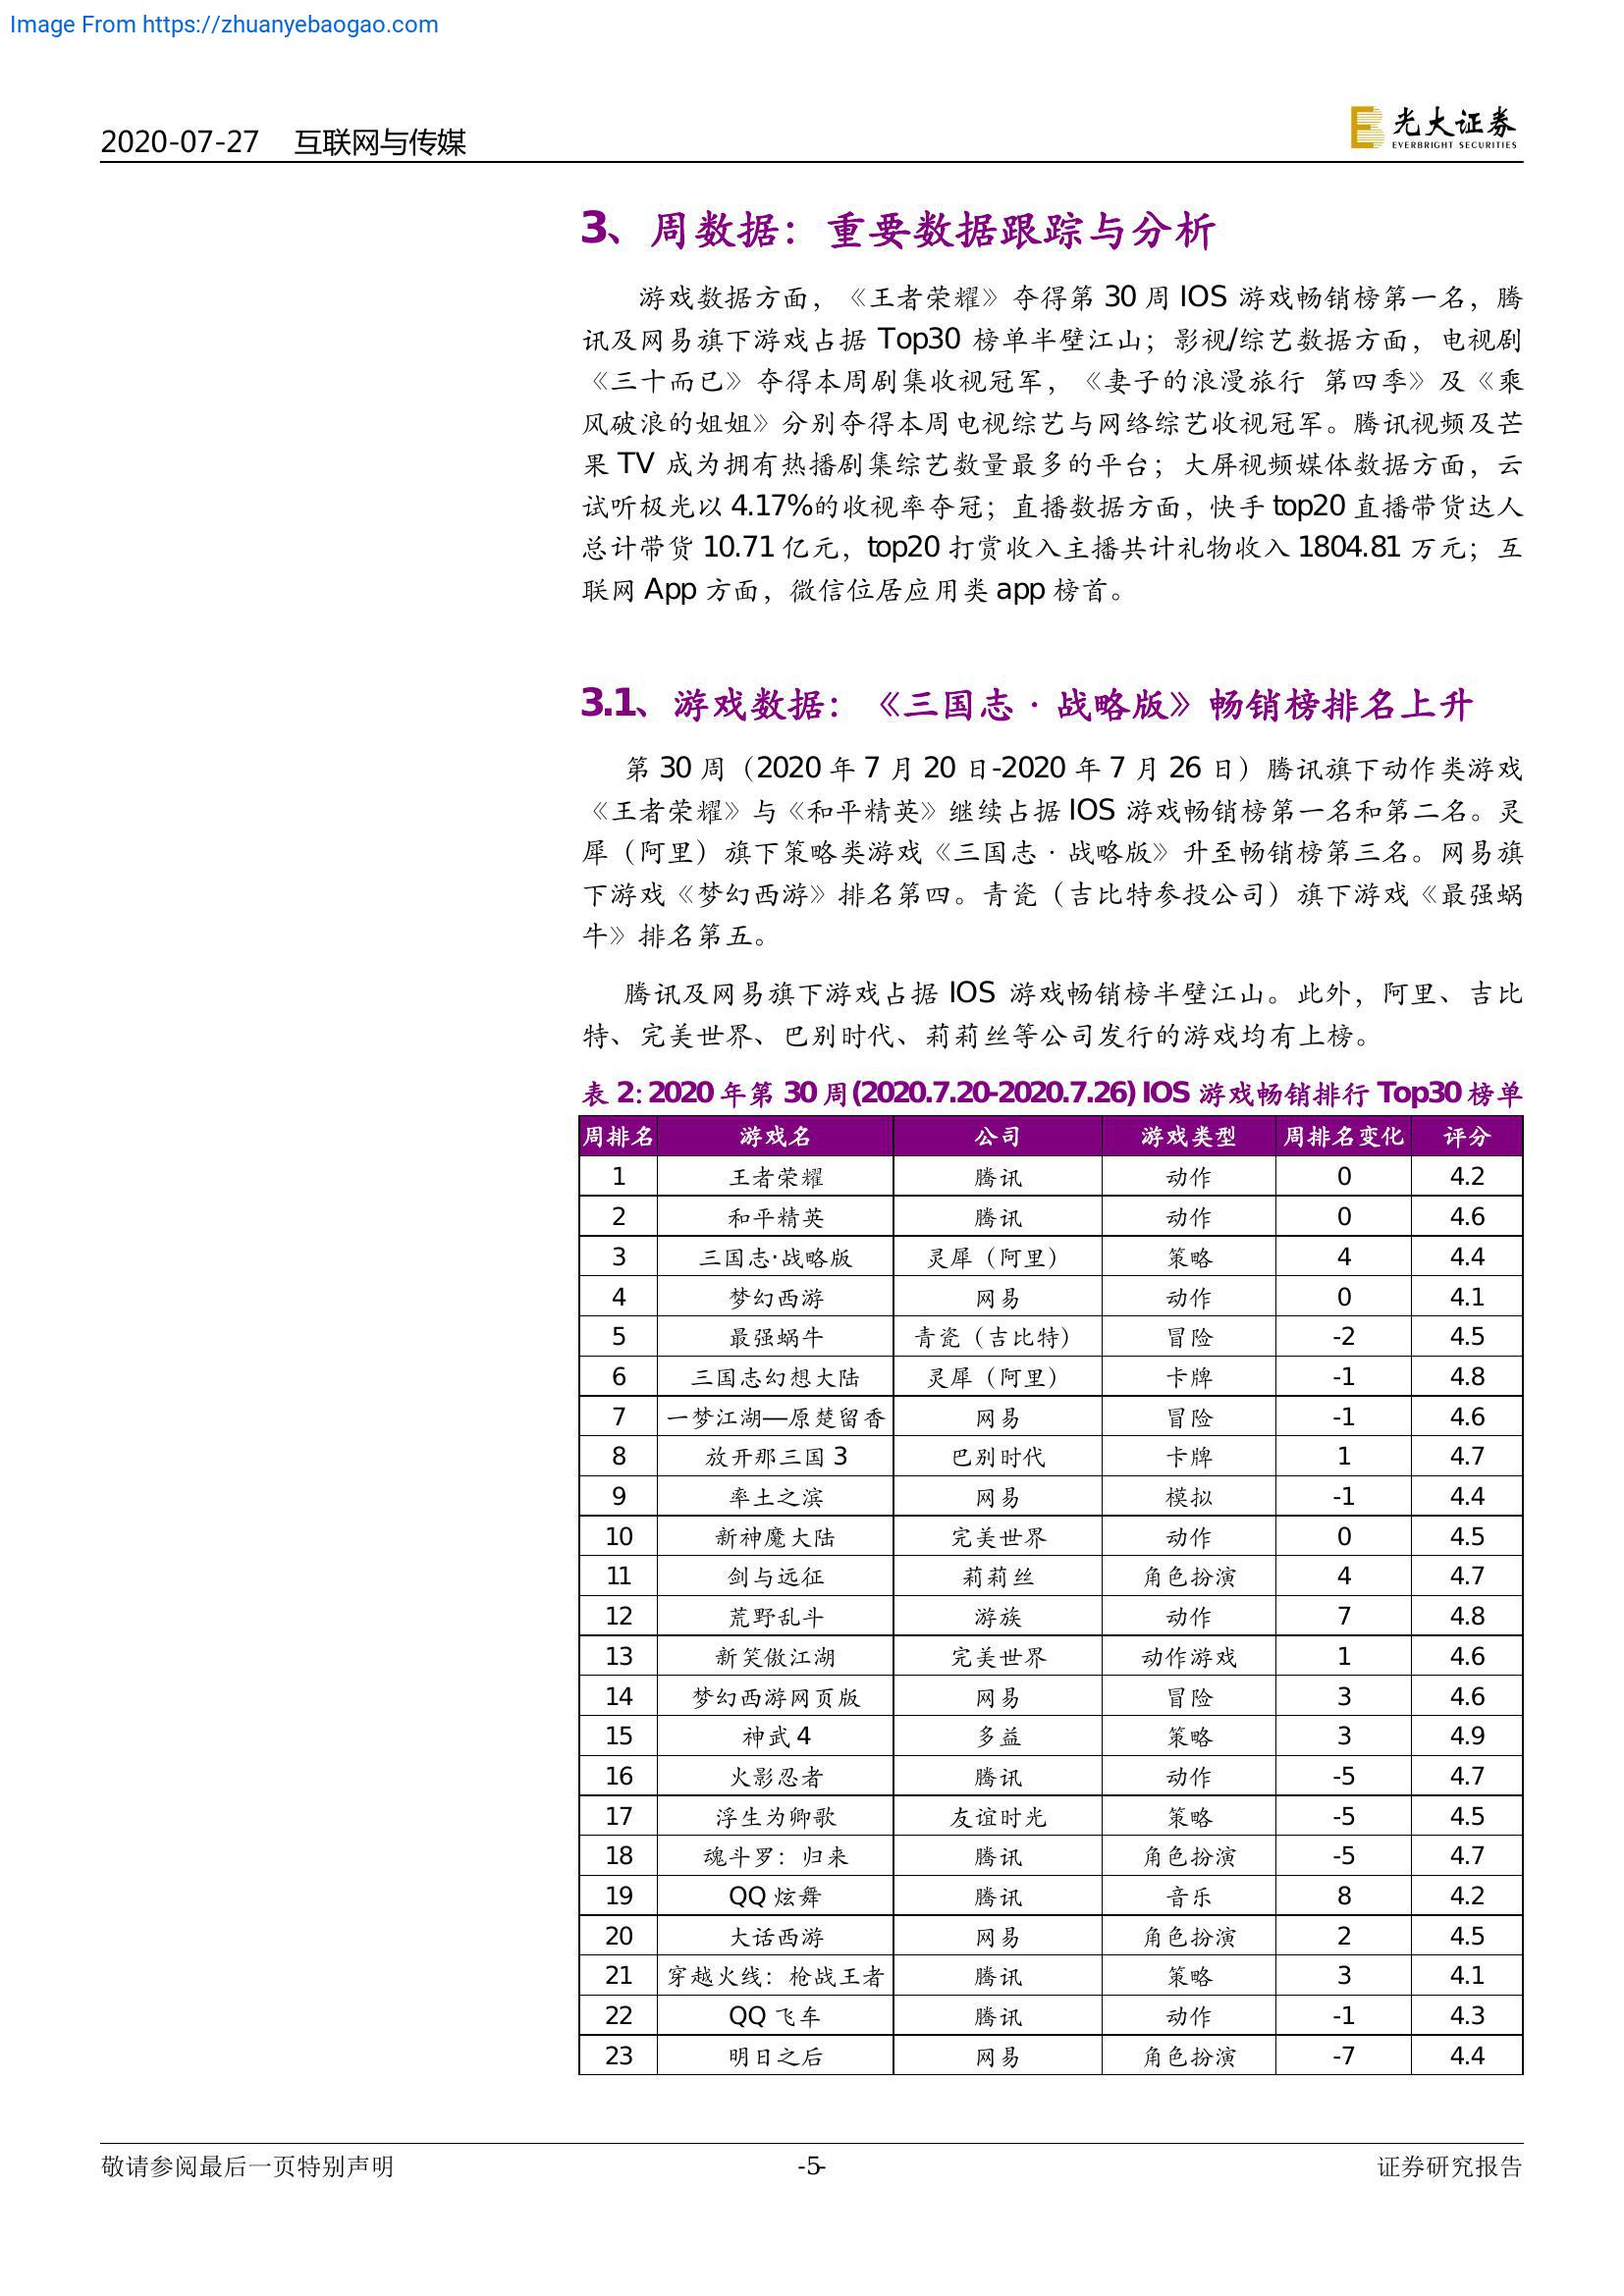 Image From https://zhuanyebaogao.com
2020-07-27 互联网与传媒
光大证券
EVERBRIGHT SECURITIES
3、周数据：重要数据跟踪与分析
游戏数据方面，《王者荣耀》夺得第 30 周 IOS 游戏畅销榜第一名，腾
讯及网易旗下游戏占据 Top30 榜单半壁江山；影视/综艺数据方面，电视剧
《三十而已》夺得本周剧集收视冠军，《妻子的浪漫旅行 第四季》及《乘
风破浪的姐姐》分别夺得本周电视综艺与网络综艺收视冠军。腾讯视频及芒
果 TV 成为拥有热播剧集综艺数量最多的平台；大屏视频媒体数据方面，云
试听极光以 4.17%的收视率夺冠；直播数据方面，快手 top20 直播带货达人
总计带货 10.71 亿元，top20 打赏收入主播共计礼物收入 1804.81 万元；互
联网 App 方面，微信位居应用类 app 榜首。
3.1、游戏数据：《三国志·战略版》畅销榜排名上升
第 30 周（2020 年 7 月 20 日-2020 年 7 月 26 日）腾讯旗下动作类游戏
《王者荣耀》与《和平精英》继续占据 IOS 游戏畅销榜第一名和第二名。灵
犀（阿里）旗下策略类游戏《三国志·战略版》升至畅销榜第三名。网易旗
下游戏《梦幻西游》排名第四。青瓷（吉比特参投公司）旗下游戏《最强蜗
牛》排名第五。
腾讯及网易旗下游戏占据 IOS 游戏畅销榜半壁江山。此外，阿里、吉比
特、完美世界、巴别时代、莉莉丝等公司发行的游戏均有上榜。
表 2: 2020 年第 30 周(2020.7.20-2020.7.26) IOS 游戏畅销排行 Top30 榜单
周排名 游戏名 公司 游戏类型 周排名变化 评分
1 王者荣耀 腾讯 动作 0 4.2
2 和平精英 腾讯 动作 0 4.6
3 三国志·战略版 灵犀（阿里） 策略 4 4.4
4 梦幻西游 网易 动作 0 4.1
5 最强蜗牛 青瓷（吉比特） 冒险 -2 4.5
6 三国志幻想大陆 灵犀（阿里） 卡牌 -1 4.8
7 一梦江湖—原楚留香 网易 冒险 -1 4.6
8 放开那三国 3 巴别时代 卡牌 1 4.7
9 率土之滨 网易 模拟 -1 4.4
10 新神魔大陆 完美世界 动作 0 4.5
11 剑与远征 莉莉丝 角色扮演 4 4.7
12 荒野乱斗 游族 动作 7 4.8
13 新笑傲江湖 完美世界 动作游戏 1 4.6
14 梦幻西游网页版 网易 冒险 3 4.6
15 神武 4 多益 策略 3 4.9
16 火影忍者 腾讯 动作 -5 4.7
17 浮生为卿歌 友谊时光 策略 -5 4.5
18 魂斗罗：归来 腾讯 角色扮演 -5 4.7
19 QQ 炫舞 腾讯 音乐 8 4.2
20 大话西游 网易 角色扮演 2 4.5
21 穿越火线：枪战王者 腾讯 策略 3 4.1
22 QQ 飞车 腾讯 动作 -1 4.3
23 明日之后 网易 角色扮演 -7 4.4
敬请参阅最后一页特别声明 -5- 证券研究报告